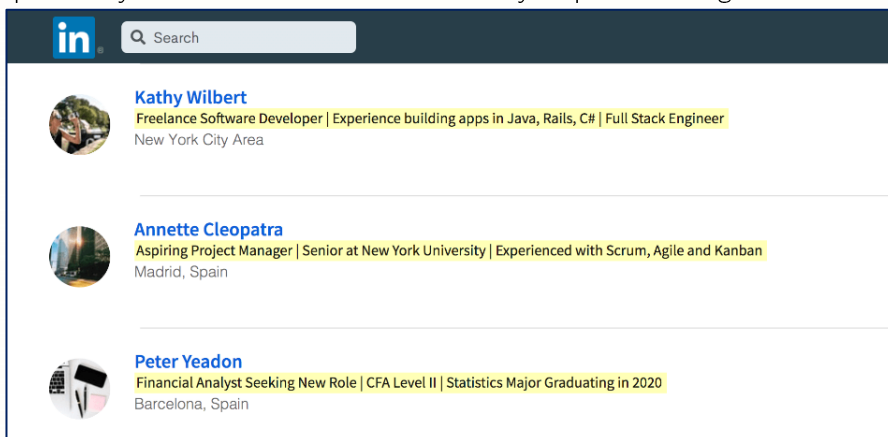 in
Search
Kathy Wilbert
Freelance Software Developer | Experience building apps in Java, Rails, C# | Full Stack Engineer
New York City Area
Annette Cleopatra
Aspiring Project Manager | Senior at New York University | Experienced with Scrum, Agile and Kanban
Madrid, Spain
Peter Yeadon
Financial Analyst Seeking New Role | CFA Level II | Statistics Major Graduating in 2020
Barcelona, Spain